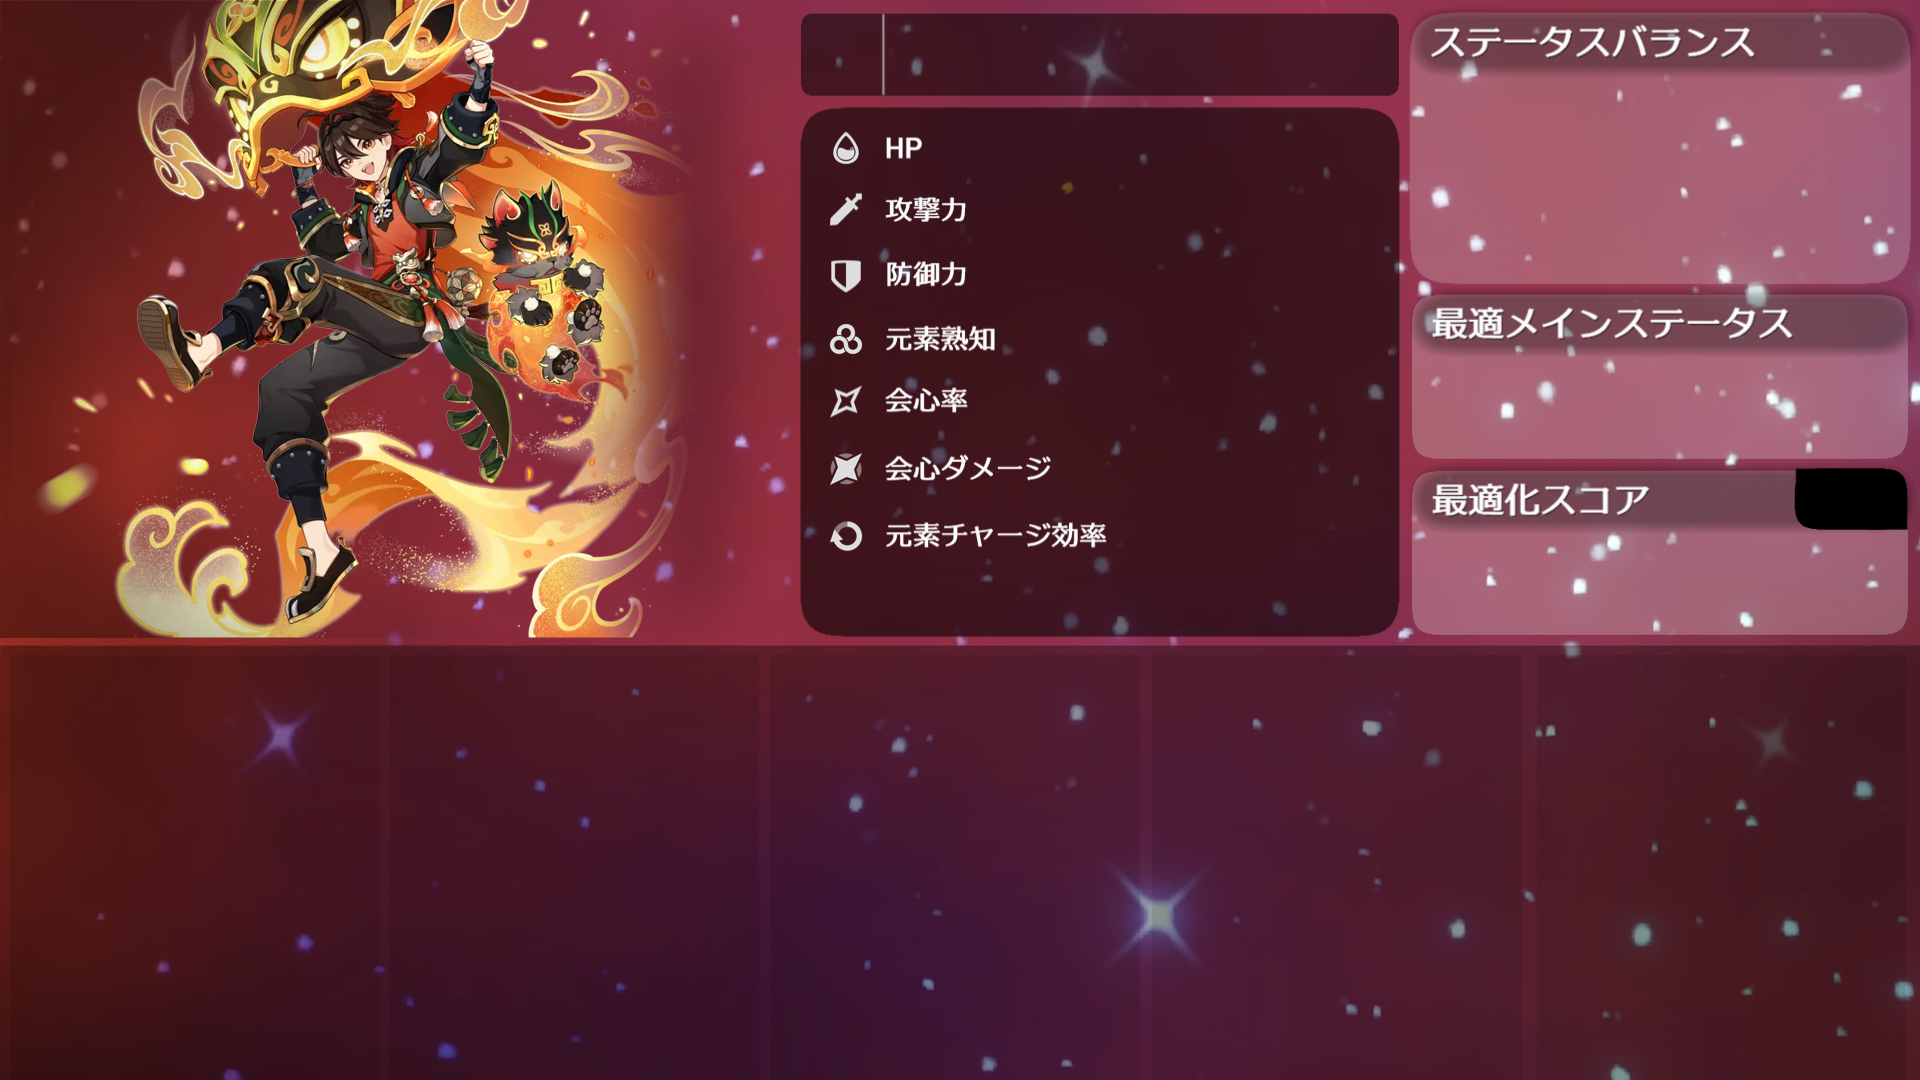 HP
攻撃力
防御力
元素熟知
会心率
会心ダメージ
元素チャージ効率
ステータスバランス
最適メインステータス
最適化スコア